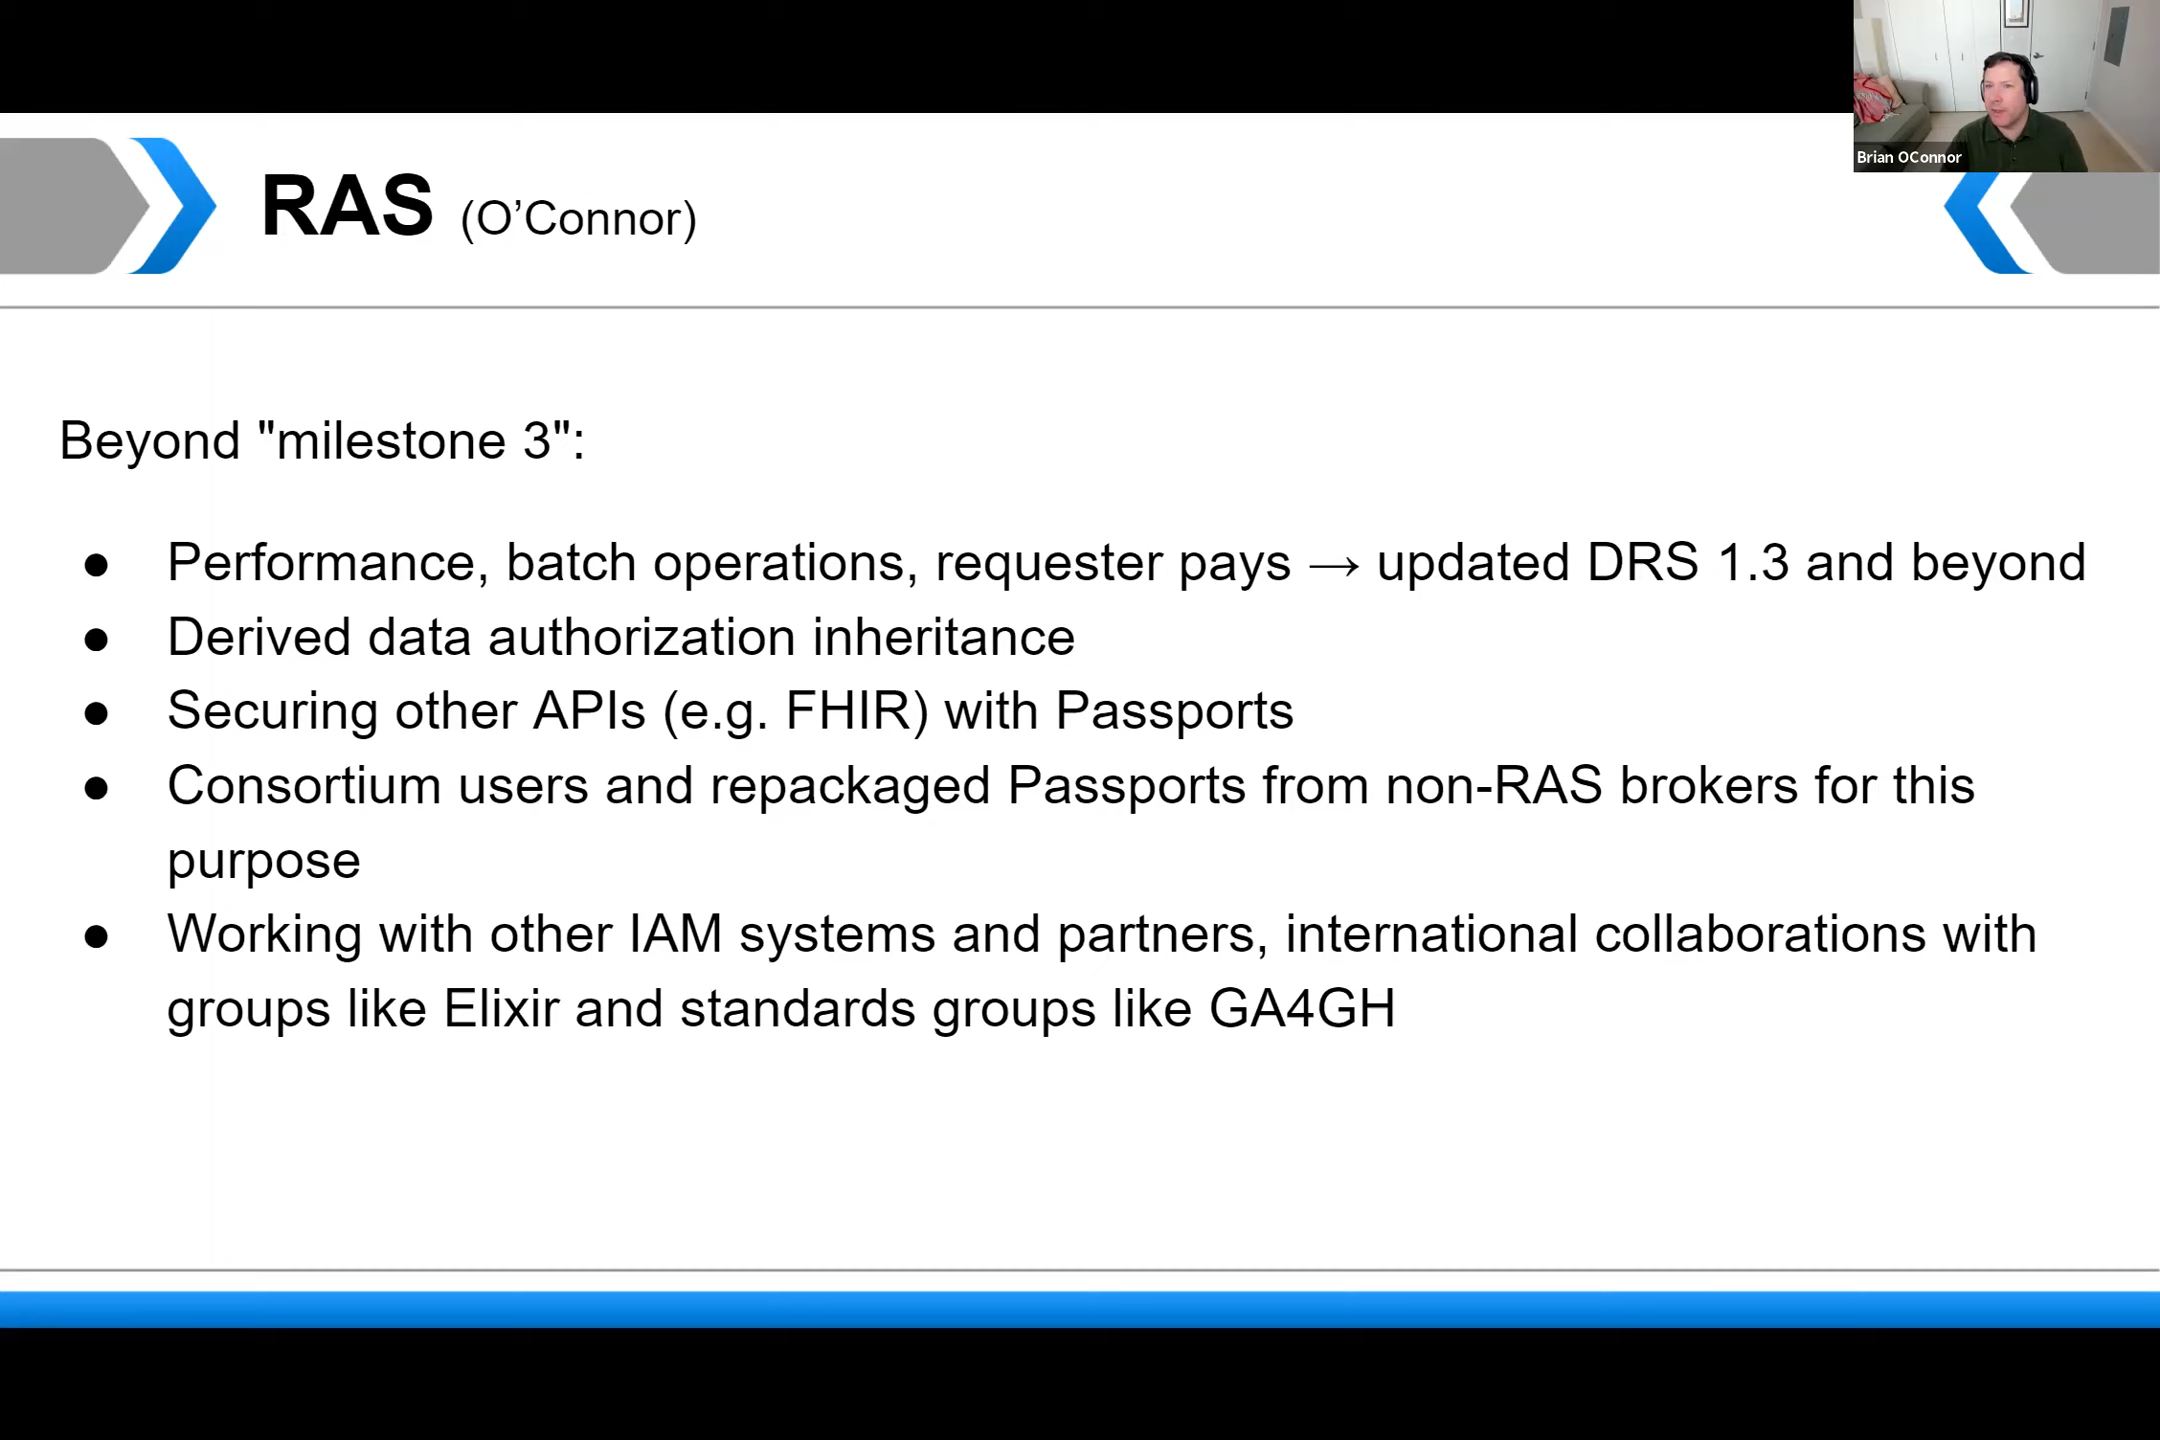 Brian OConnor
RAS (O’Connor)
Beyond "milestone 3":
● Performance, batch operations, requester pays → updated DRS 1.3 and beyond
● Derived data authorization inheritance
● Securing other APIs (e.g. FHIR) with Passports
● Consortium users and repackaged Passports from non-RAS brokers for this
purpose
● Working with other IAM systems and partners, international collaborations with
groups like Elixir and standards groups like GA4GH